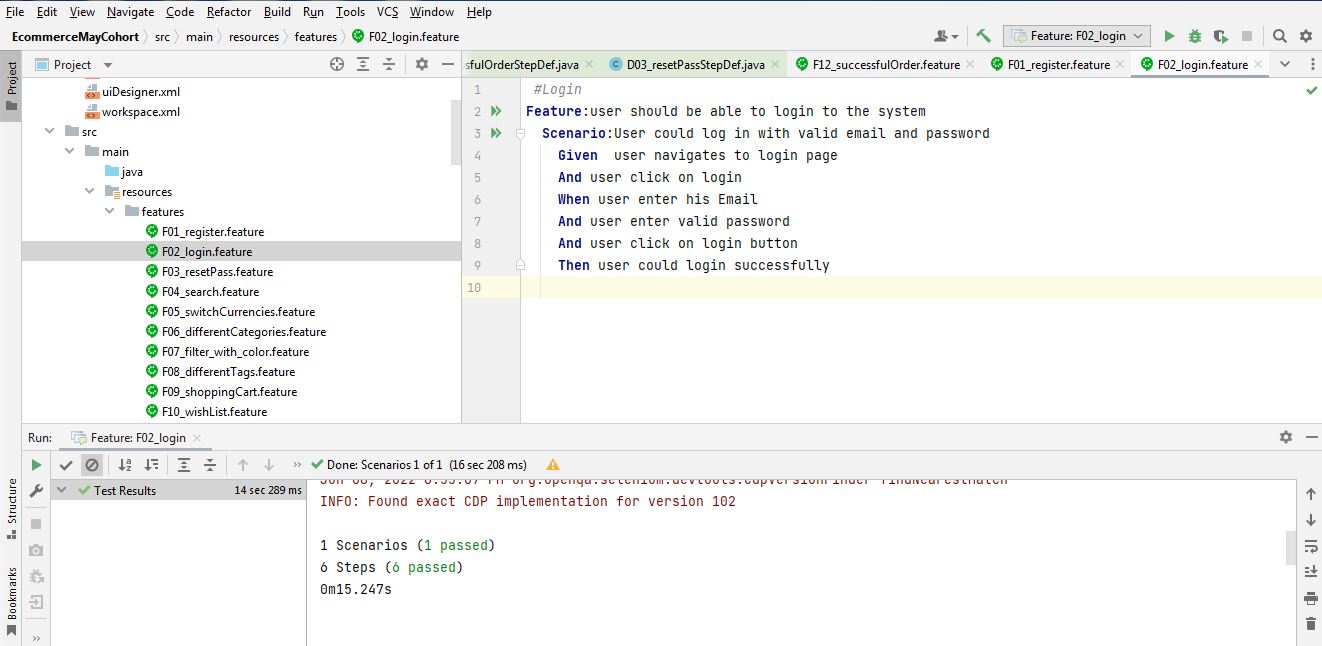 File Edit View Navigate Code Refactor Build Run Tools VCS Window Help
EcommerceMayCohort src main resources features F02_login.feature
Feature: F02_login
Project
sfulOrderStepDef.java D03_resetPassStepDef.java F12_successfulOrder.feature F01_register.feature F02_login.feature
Project
uiDesigner.xml
workspace.xml
src
main
java
resources
features
F01_register.feature
F02_login.feature
F03_resetPass.feature
F04_search.feature
F05_switchCurrencies.feature
F06_differentCategories.feature
F07_filter_with_color.feature
F08_differentTags.feature
F09_shoppingCart.feature
F10_wishList.feature
1 #Login
2 Feature:user should be able to login to the system
3 Scenario:User could log in with valid email and password
4 Given  user navigates to login page
5 And user click on login
6 When user enter his Email
7 And user enter valid password
8 And user click on login button
9 Then user could login successfully
10
Run: Feature: F02_login
Done: Scenarios 1 of 1 (16 sec 208 ms)
Test Results 14 sec 289 ms
2022 PM org.openqa.selenium.devtools.CdpVersionFinder findNearestMatch
INFO: Found exact CDP implementation for version 102
1 Scenarios (1 passed)
6 Steps (6 passed)
0m15.247s
Structure
Bookmarks